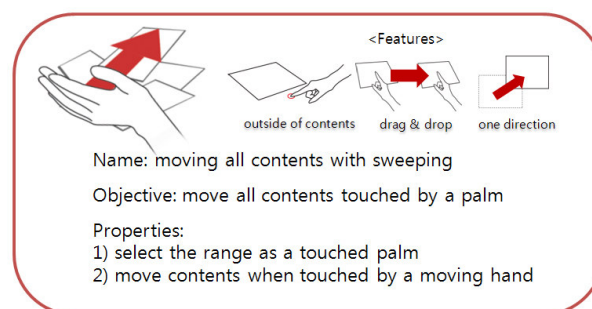 <Features>
outside of contents drag & drop one direction
Name: moving all contents with sweeping
Objective: move all contents touched by a palm
Properties:
1) select the range as a touched palm
2) move contents when touched by a moving hand